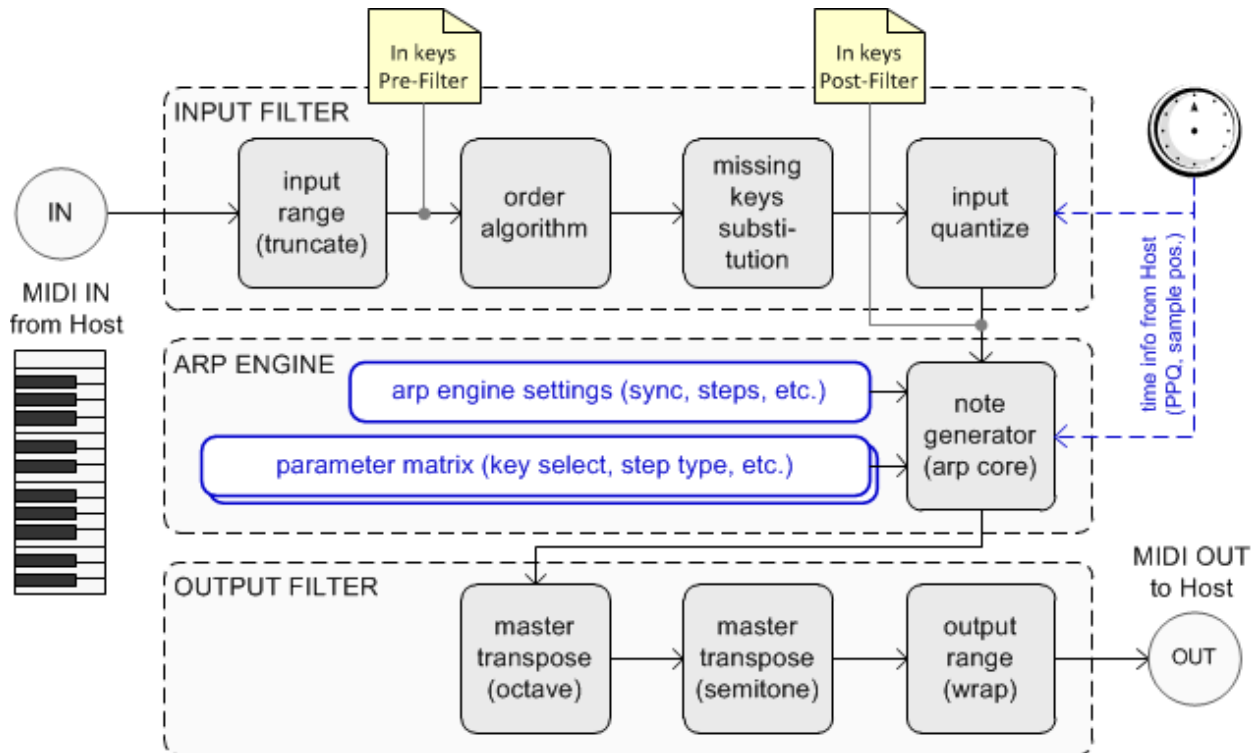 In keys
Pre-Filter
In keys
Post-Filter
INPUT FILTER
input
range
(truncate)
order
algorithm
missing
keys
substi-
tution
input
quantize
IN
MIDI IN
from Host
time info from Host
(PPQ, sample pos.)
ARP ENGINE
arp engine settings (sync, steps, etc.)
parameter matrix (key select, step type, etc.)
note
generator
(arp core)
OUTPUT FILTER
master
transpose
(octave)
master
transpose
(semitone)
output
range
(wrap)
MIDI OUT
to Host
OUT